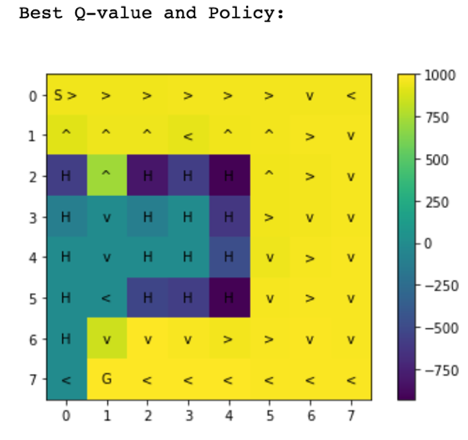 Best Q-value and Policy:
0 S > > > > > > v < 1000
1 ^ ^ ^ < ^ ^ > v 750
2 H ^ H H H ^ > v 500
3 H v H H H > v v 250
4 H v H H H v > v 0
5 H < H H H v > v −250
6 H v v v > > v v −500
7 < G < < < < < < −750
0 1 2 3 4 5 6 7